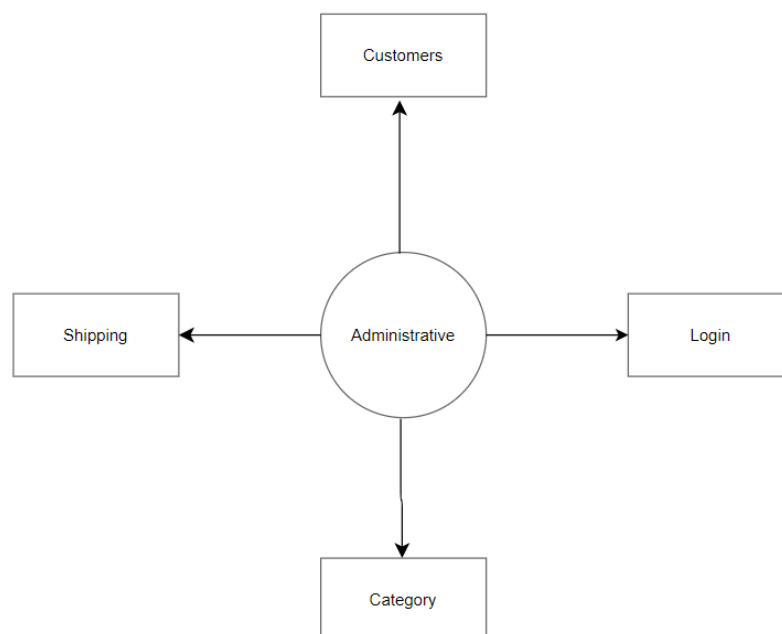 Customers
Shipping
Administrative
Login
Category